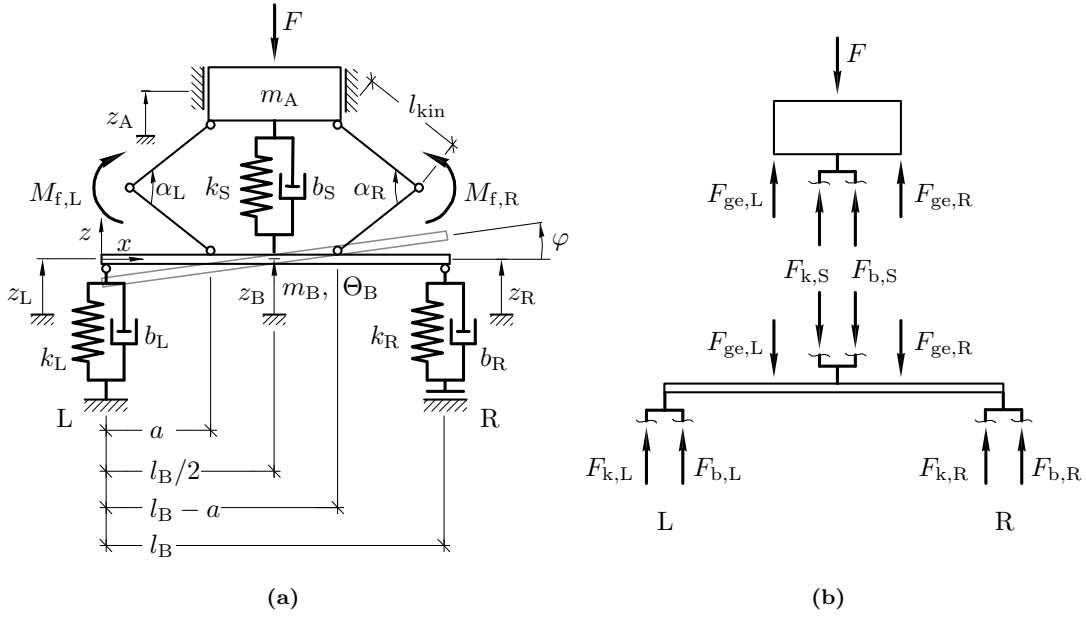 F
F
m_A
l_kin
z_A
M_f,L
α_L
k_S
b_S
α_R
M_f,R
F_ge,L
F_ge,R
z
x
φ
F_k,S
F_b,S
z_L
z_B
m_B, Θ_B
z_R
k_L
b_L
k_R
b_R
F_ge,L
F_ge,R
L
R
a
l_B/2
l_B − a
l_B
F_k,L
F_b,L
F_k,R
F_b,R
L
R
(a)
(b)